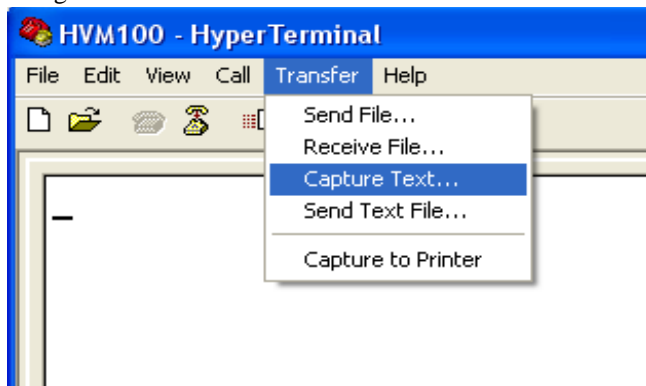 HVM100 - HyperTerminal
File Edit View Call Transfer Help
Send File...
Receive File...
Capture Text...
Send Text File...
Capture to Printer